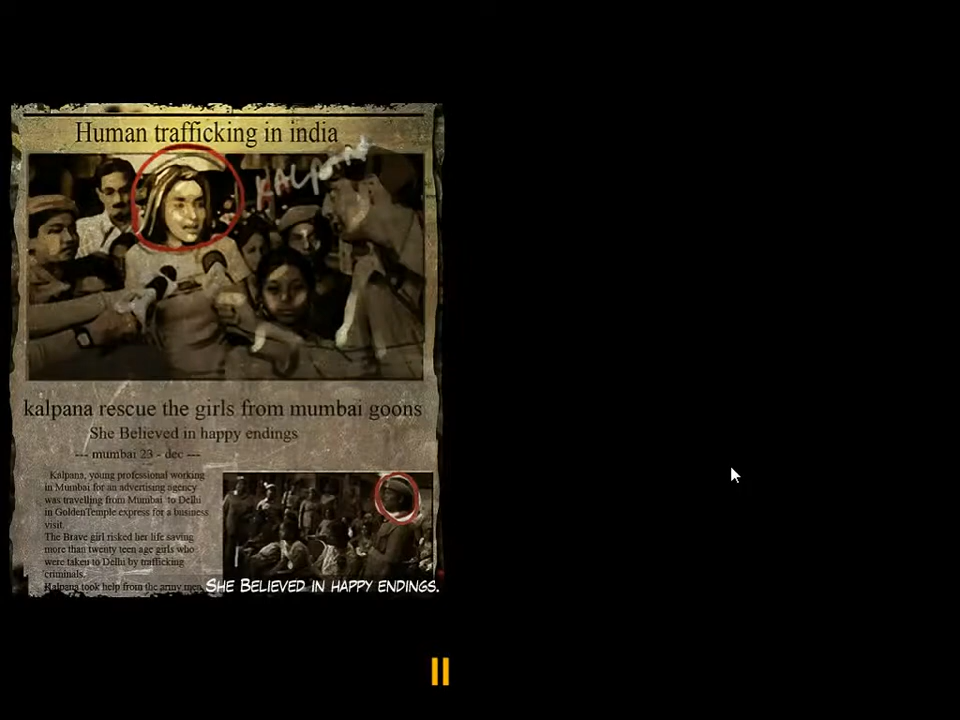 Human trafficking in india
KALPANA
kalpana rescue the girls from mumbai goons
She Believed in happy endings
--- mumbai 23 - dec ---
Kalpana, young professional working
in Mumbai for an advertising agency
was travelling from Mumbai to Delhi
in GoldenTemple express for a business
visit.
The Brave girl risked her life saving
more than twenty teen age girls who
were taken to Delhi by trafficking
criminals.
Kalpana took help from the army men
SHE BELIEVED IN HAPPY ENDINGS.